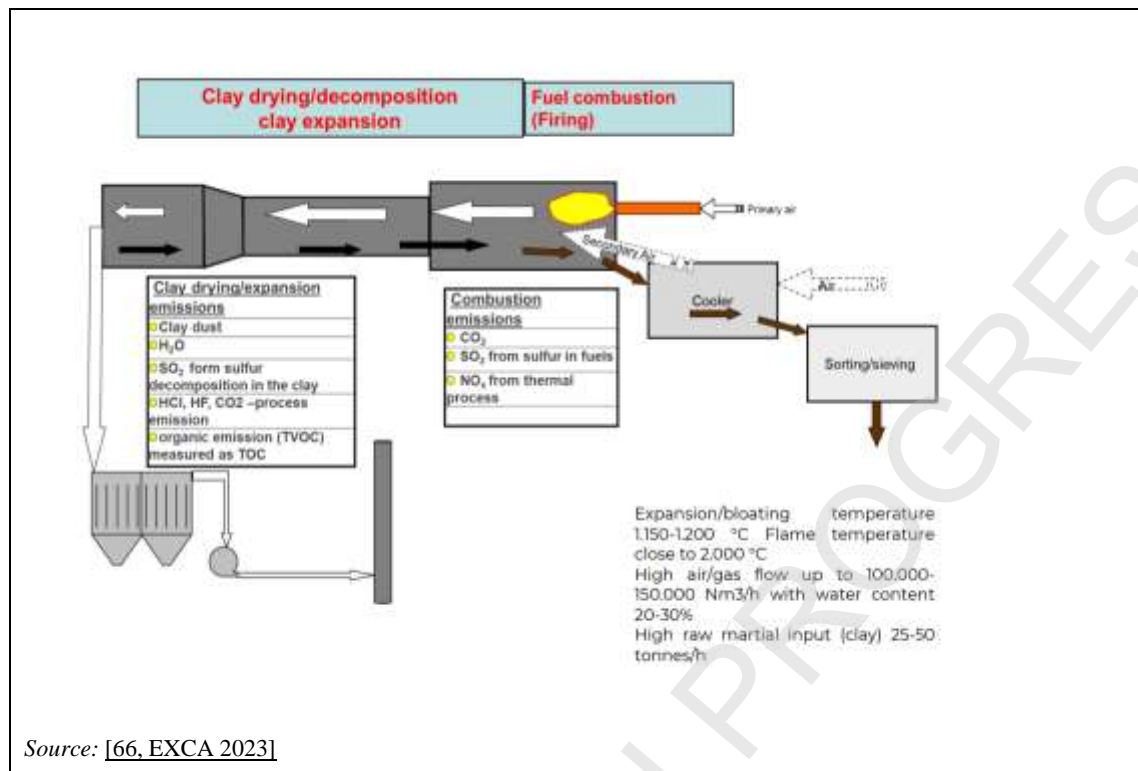 Clay drying/decomposition
clay expansion
Fuel combustion
(Firing)
Primary air
Secondary Air
Air
Cooler
Sorting/sieving
Clay drying/expansion
emissions
Clay dust
H₂O
SO₂ form sulfur
decomposition in the clay
HCl, HF, CO2 –process
emission
organic emission (TVOC)
measured as TOC
Combustion
emissions
CO₂
SO₂ from sulfur in fuels
NOₓ from thermal
process
Expansion/bloating temperature
1.150-1.200 °C Flame temperature
close to 2.000 °C
High air/gas flow up to 100.000-
150.000 Nm3/h with water content
20-30%
High raw martial input (clay) 25-50
tonnes/h
Source: [66, EXCA 2023]
PROGRES